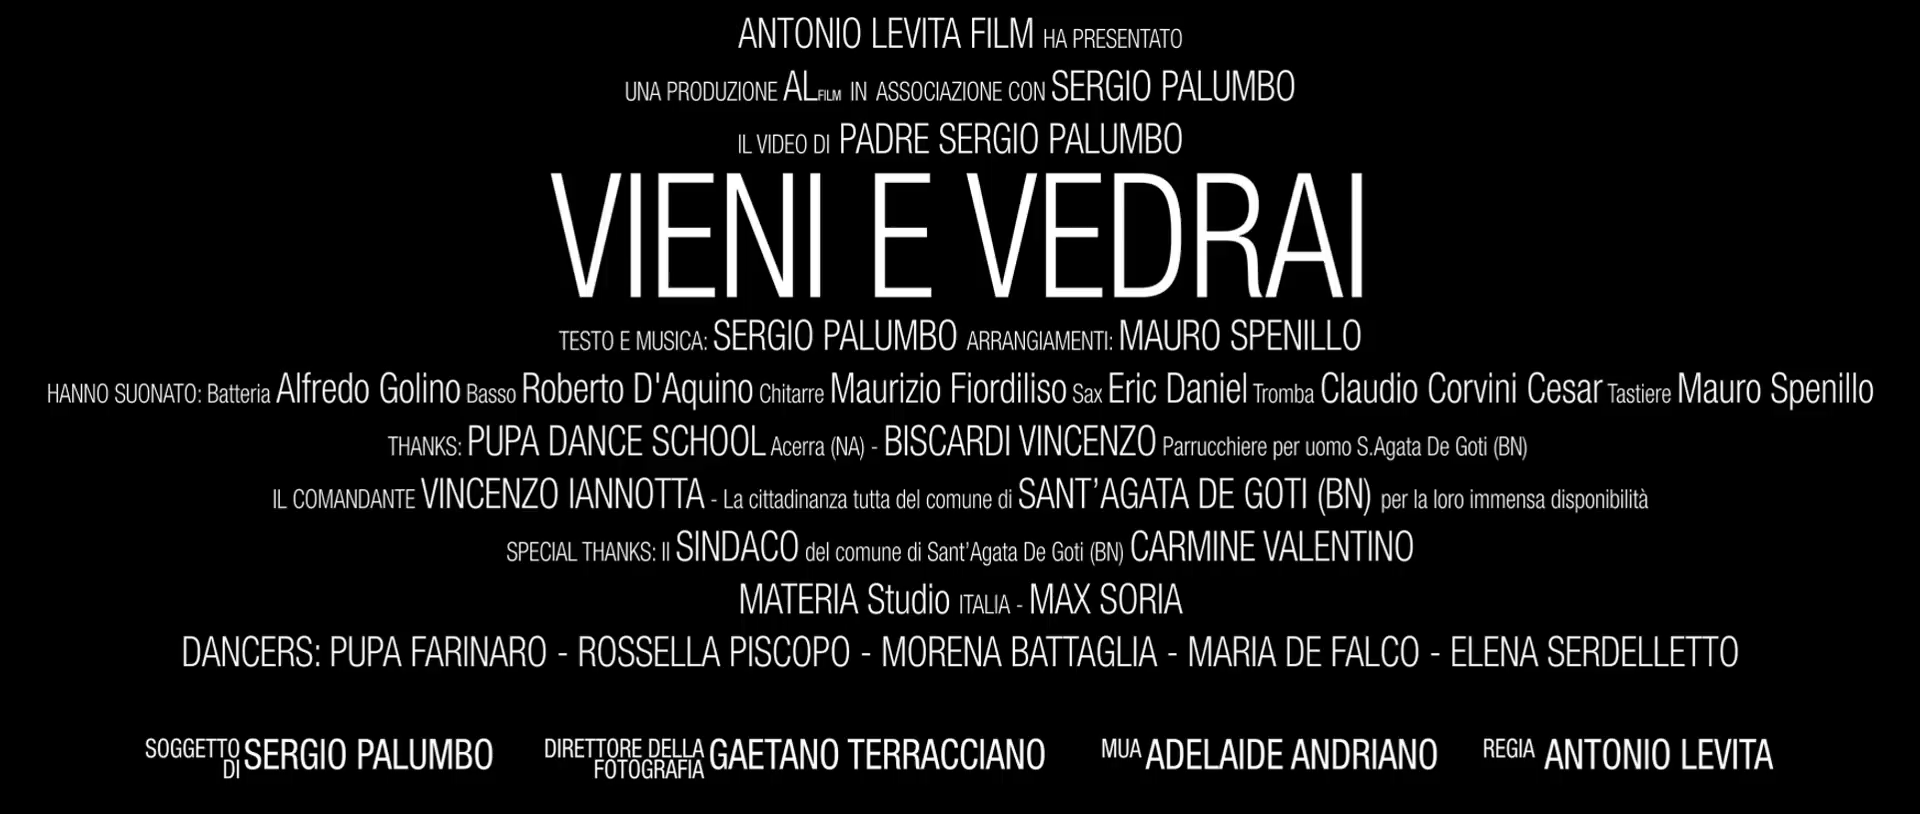 ANTONIO LEVITA FILM HA PRESENTATO
UNA PRODUZIONE ALFILM IN ASSOCIAZIONE CON SERGIO PALUMBO
IL VIDEO DI PADRE SERGIO PALUMBO
VIENI E VEDRAI
TESTO E MUSICA: SERGIO PALUMBO ARRANGIAMENTI: MAURO SPENILLO
HANNO SUONATO: Batteria Alfredo Golino Basso Roberto D'Aquino Chitarre Maurizio Fiordiliso Sax Eric Daniel Tromba Claudio Corvini Cesar Tastiere Mauro Spenillo
THANKS: PUPA DANCE SCHOOL Acerra (NA) - BISCARDI VINCENZO Parrucchiere per uomo S.Agata De Goti (BN)
IL COMANDANTE VINCENZO IANNOTTA - La cittadinanza tutta del comune di SANT'AGATA DE GOTI (BN) per la loro immensa disponibilità
SPECIAL THANKS: Il SINDACO del comune di Sant'Agata De Goti (BN) CARMINE VALENTINO
MATERIA Studio ITALIA - MAX SORIA
DANCERS: PUPA FARINARO - ROSSELLA PISCOPO - MORENA BATTAGLIA - MARIA DE FALCO - ELENA SERDELLETTO
SOGGETTO DI SERGIO PALUMBO DIRETTORE DELLA FOTOGRAFIA GAETANO TERRACCIANO MUA ADELAIDE ANDRIANO REGIA ANTONIO LEVITA